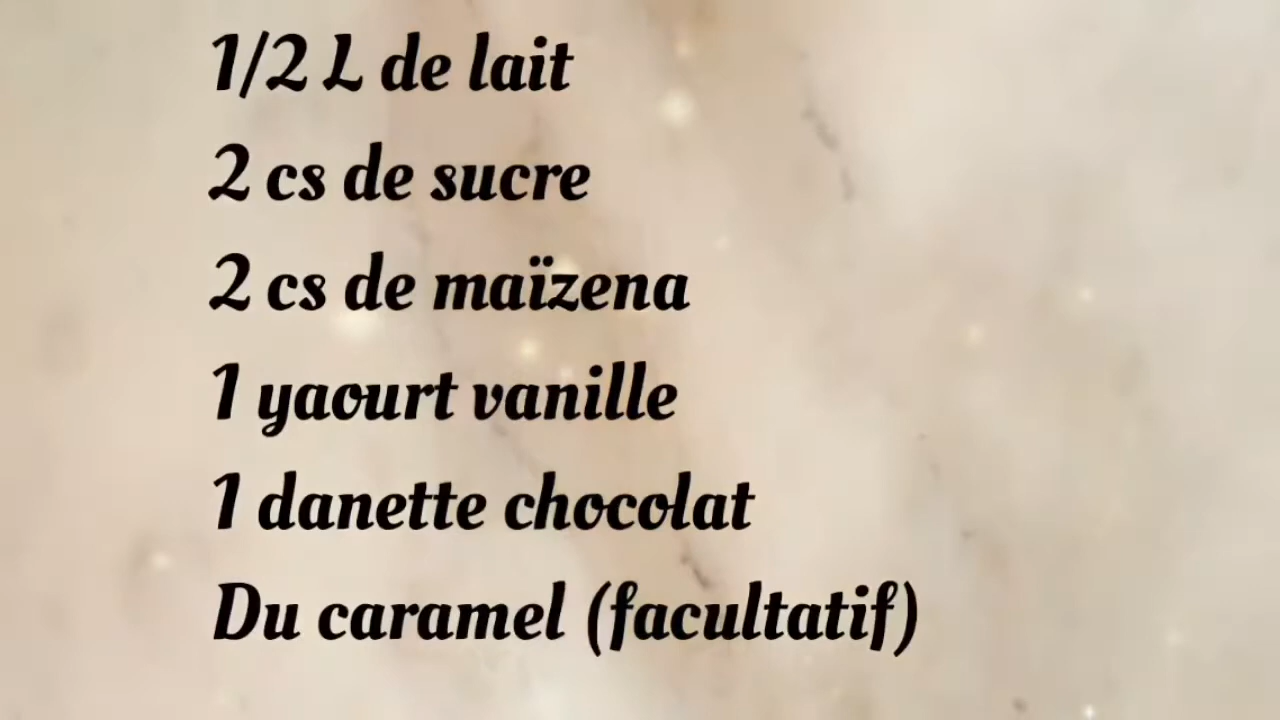 1/2 L de lait
2 cs de sucre
2 cs de maïzena
1 yaourt vanille
1 danette chocolat
Du caramel (facultatif)